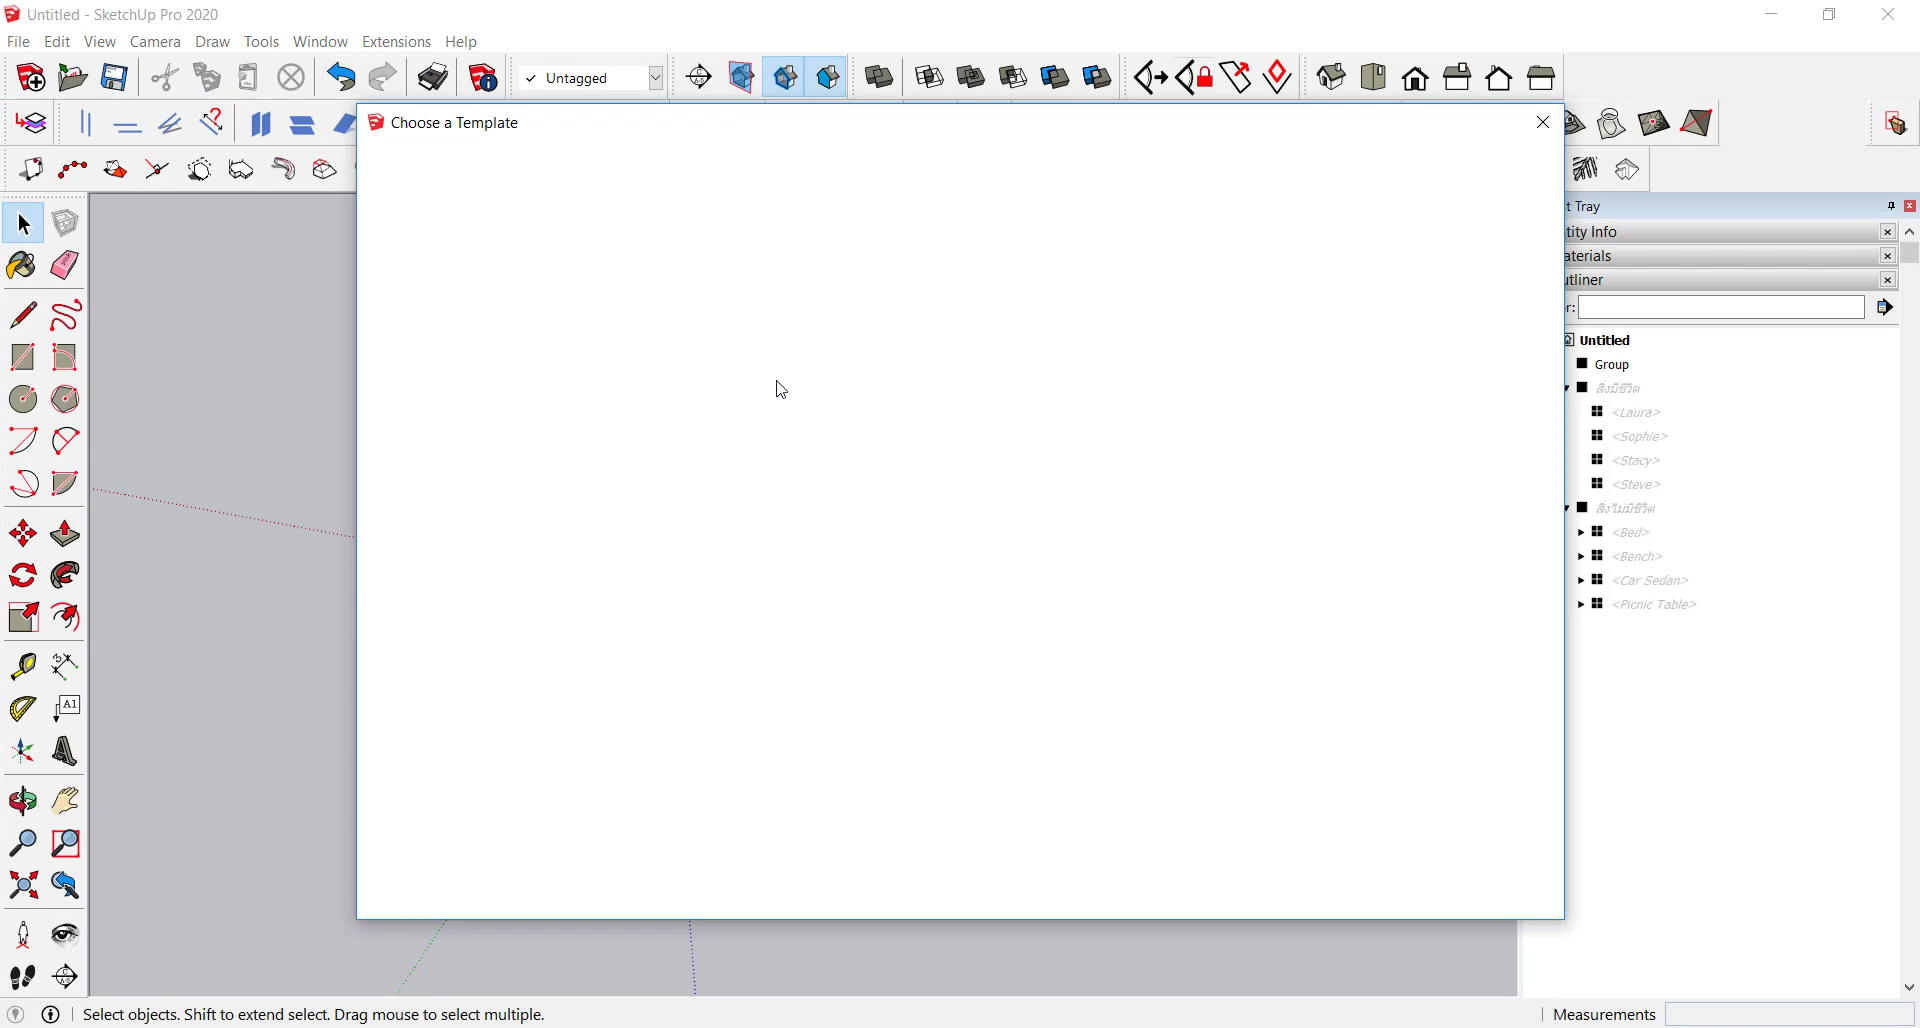 Untitled - SketchUp Pro 2020
File Edit View Camera Draw Tools Window Extensions Help
Untagged
Choose a Template
t Tray
tity Info
aterials
utliner
r:
Untitled
Group
สิ่งมีชีวิต
<Laura>
<Sophie>
<Stacy>
<Steve>
สิ่งไม่มีชีวิต
<Bed>
<Bench>
<Car Sedan>
<Picnic Table>
A1
Select objects. Shift to extend select. Drag mouse to select multiple.
Measurements